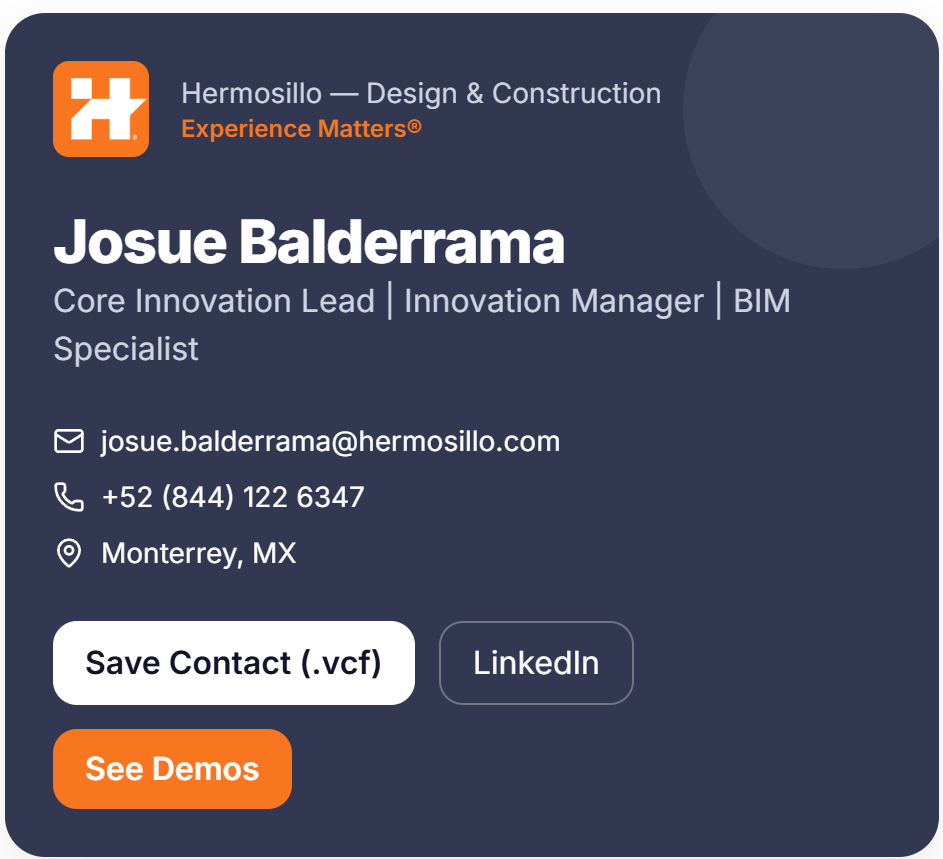 Hermosillo — Design & Construction
Experience Matters®
Josue Balderrama
Core Innovation Lead | Innovation Manager | BIM
Specialist
josue.balderrama@hermosillo.com
+52 (844) 122 6347
Monterrey, MX
Save Contact (.vcf)
LinkedIn
See Demos